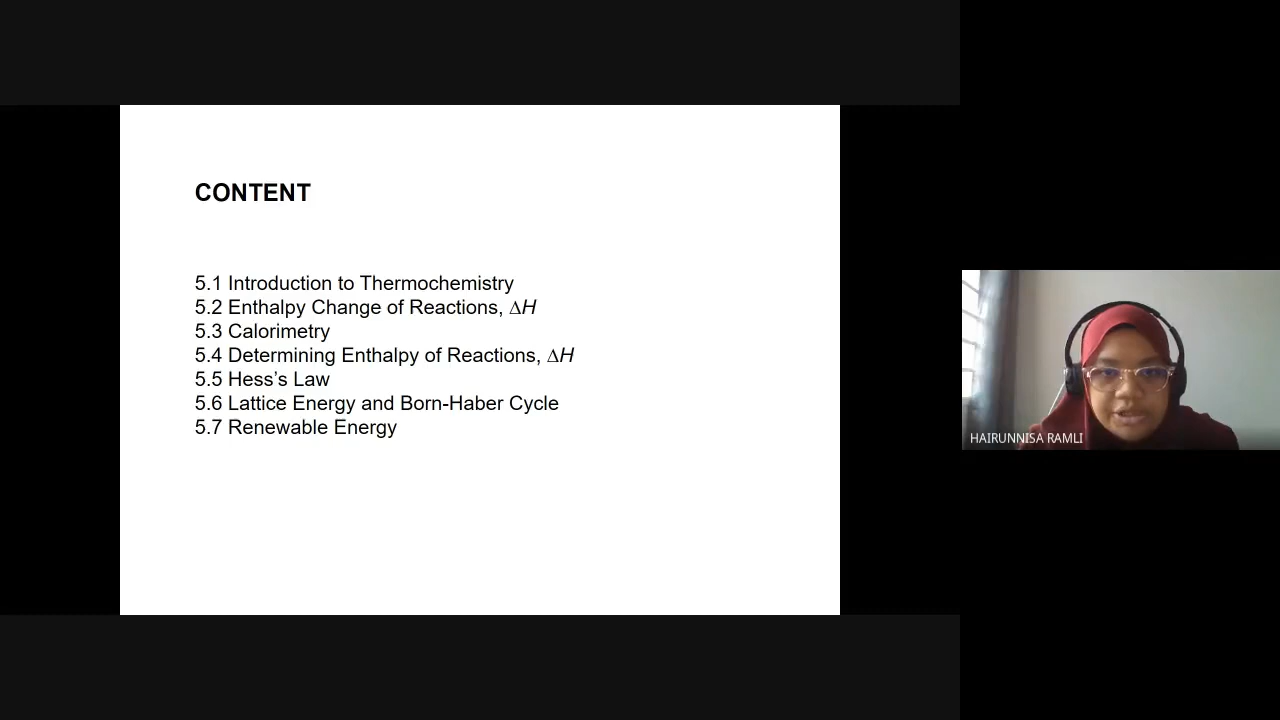 CONTENT
5.1 Introduction to Thermochemistry
5.2 Enthalpy Change of Reactions, ΔH
5.3 Calorimetry
5.4 Determining Enthalpy of Reactions, ΔH
5.5 Hess’s Law
5.6 Lattice Energy and Born-Haber Cycle
5.7 Renewable Energy
HAIRUNNISA RAMLI